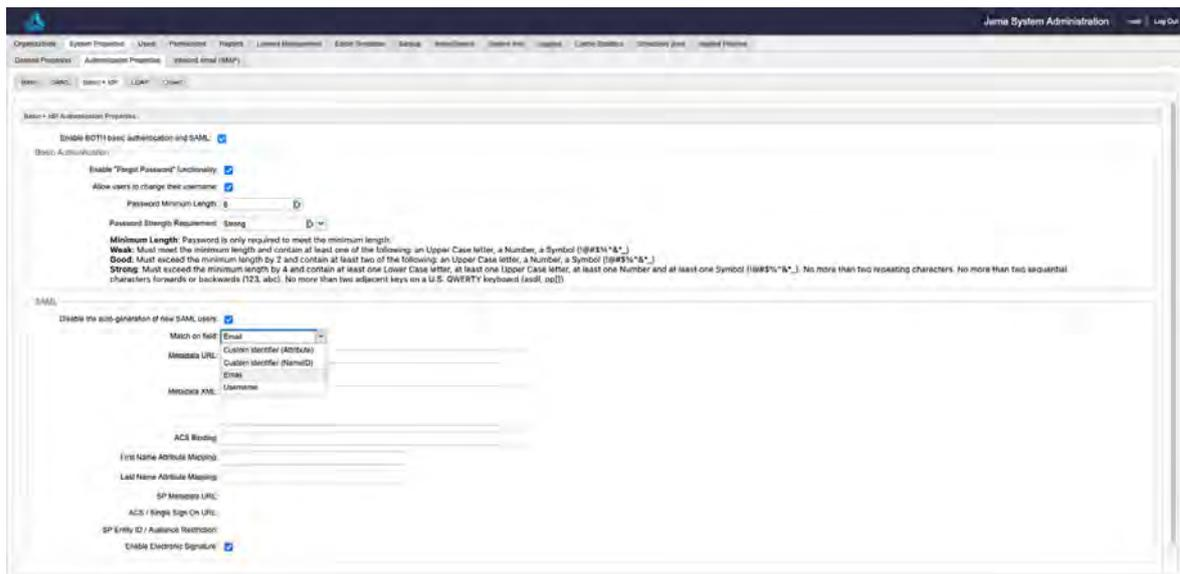 Jama System Administration root | Log Out
Organizations System Properties Users Permissions Reports License Management Editor Templates Backup
General Properties Authentication Properties Inbound Email (IMAP)
Basic SAML Basic + IDP LDAP Crowd
Basic + IDP Authentication Properties
Enable BOTH basic authentication and SAML:
Basic Authentication
Enable "Forgot Password" functionality:
Allow users to change their username:
Password Minimum Length:
Password Strength Requirement: Strong
Minimum Length: Password is only required to meet the minimum length.
Weak: Must meet the minimum length and contain at least one of the following: an Upper Case letter, a Number, a Symbol (!@#$%^&*_)
Good: Must exceed the minimum length by 2 and contain at least two of the following: an Upper Case letter, a Number, a Symbol (!@#$%^&*_)
Strong: Must exceed the minimum length by 4 and contain at least one Lower Case letter, at least one Upper Case letter, at least one Number and at least one Symbol (!@#$%^&*_). No more than two repeating characters. No more than two sequential
characters forwards or backwards (123, abc). No more than two adjacent keys on a U.S. QWERTY keyboard (asdf, op[])
SAML
Disable the auto-generation of new SAML users:
Match on field: Email
Custom Identifier (Attribute)
Metadata URL:
Custom Identifier (NameID)
Email
Username
Metadata XML:
ACS Binding:
First Name Attribute Mapping:
Last Name Attribute Mapping:
SP Metadata URL:
ACS / Single Sign On URL:
SP Entity ID / Audience Restriction:
Enable Electronic Signature: